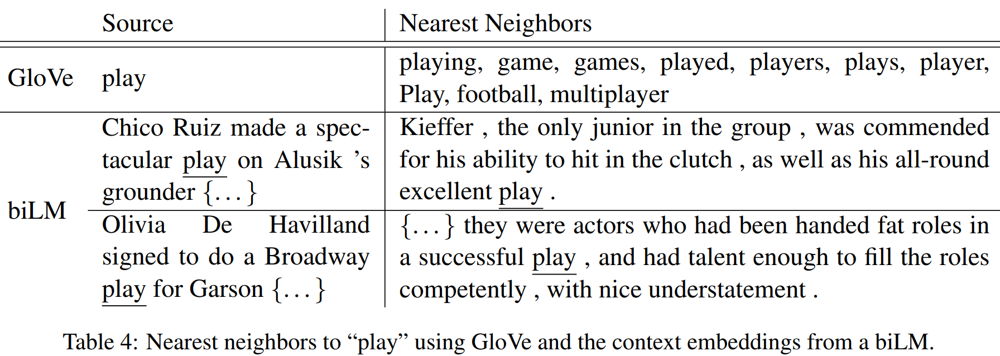 Source Nearest Neighbors
GloVe play playing, game, games, played, players, plays, player,
Play, football, multiplayer
biLM
Chico Ruiz made a spec-
tacular play on Alusik 's
grounder {...}
Kieffer , the only junior in the group , was commended
for his ability to hit in the clutch , as well as his all-round
excellent play .
Olivia De Havilland
signed to do a Broadway
play for Garson {...}
{...} they were actors who had been handed fat roles in
a successful play , and had talent enough to fill the roles
competently , with nice understatement .
Table 4: Nearest neighbors to “play” using GloVe and the context embeddings from a biLM.